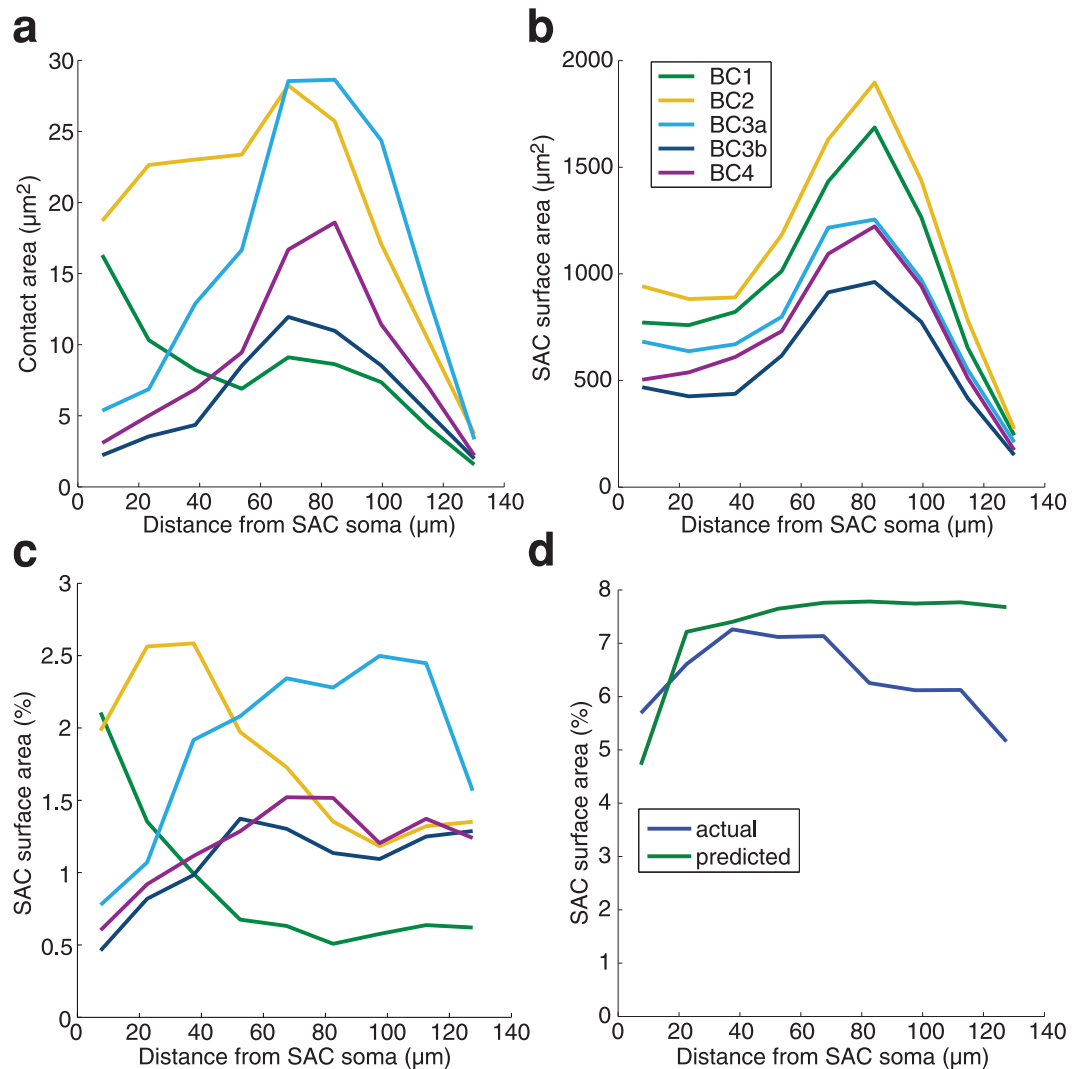 a
30
25
20
15
10
5
0
Contact area (µm²)
0 20 40 60 80 100 120 140
Distance from SAC soma (µm)
b
2000
1500
1000
500
0
SAC surface area (µm²)
BC1
BC2
BC3a
BC3b
BC4
0 20 40 60 80 100 120 140
Distance from SAC soma (µm)
c
3
2.5
2
1.5
1
0.5
0
SAC surface area (%)
0 20 40 60 80 100 120 140
Distance from SAC soma (µm)
d
8
7
6
5
4
3
2
1
0
SAC surface area (%)
actual
predicted
0 20 40 60 80 100 120 140
Distance from SAC soma (µm)